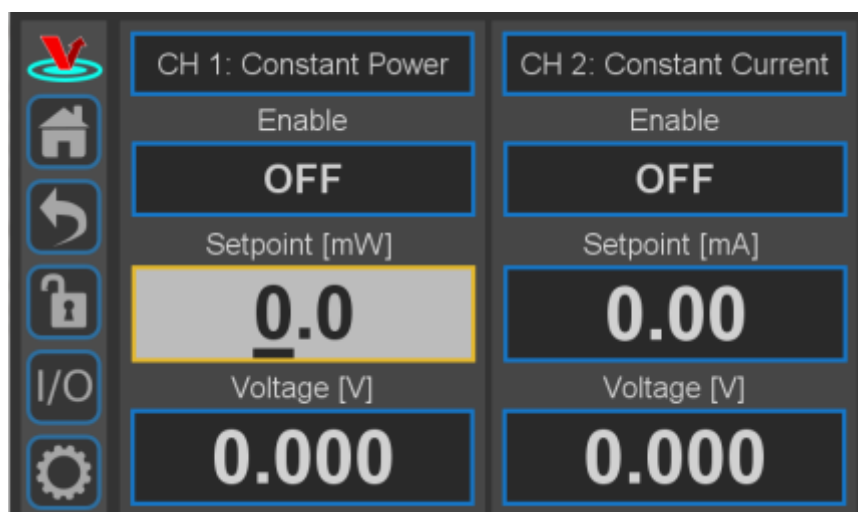 CH 1: Constant Power
Enable
OFF
Setpoint [mW]
0.0
Voltage [V]
0.000
CH 2: Constant Current
Enable
OFF
Setpoint [mA]
0.00
Voltage [V]
0.000
I/O